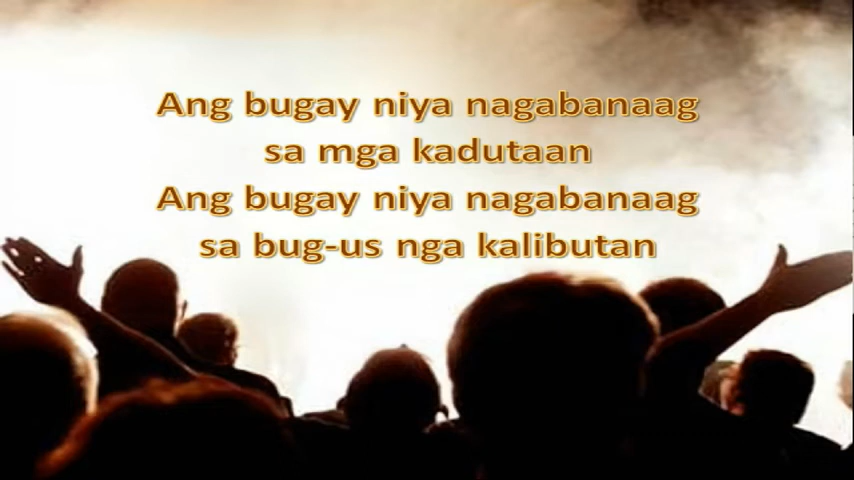 Ang bugay niya nagabanaag
sa mga kadutaan
Ang bugay niya nagabanaag
sa bug-us nga kalibutan